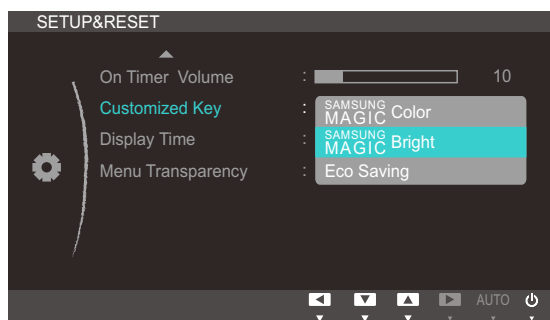 SETUP&RESET
On Timer Volume : 10
Customized Key : SAMSUNG MAGIC Color
Display Time : SAMSUNG MAGIC Bright
Menu Transparency : Eco Saving
AUTO